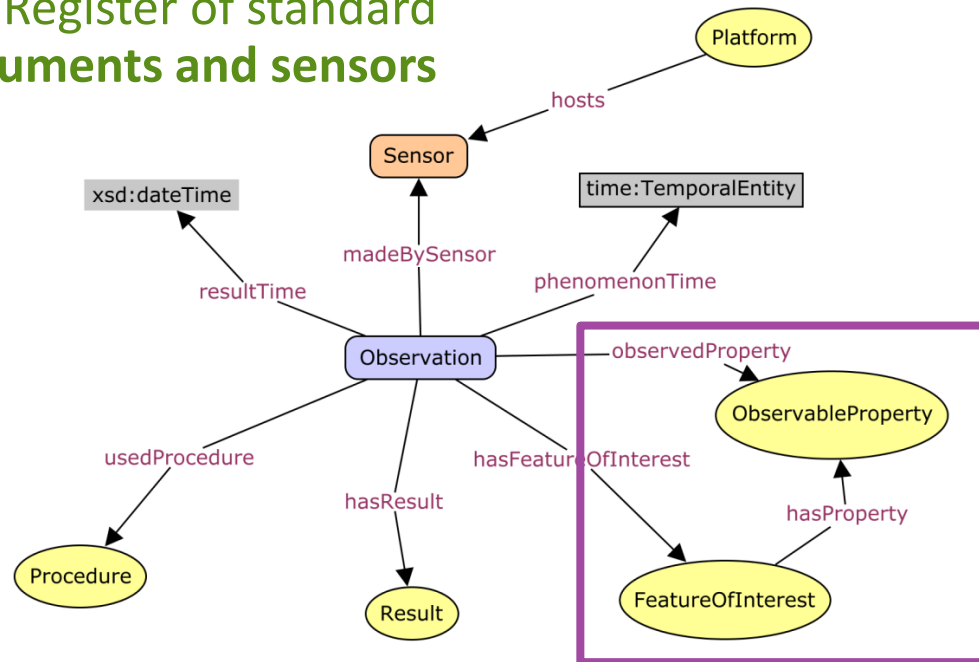 Register of standard
uments and sensors
Platform
hosts
Sensor
xsd:dateTime
time:TemporalEntity
madeBySensor
resultTime
phenomenonTime
Observation
observedProperty
ObservableProperty
usedProcedure
hasFeatureOfInterest
hasResult
hasProperty
Procedure
Result
FeatureOfInterest